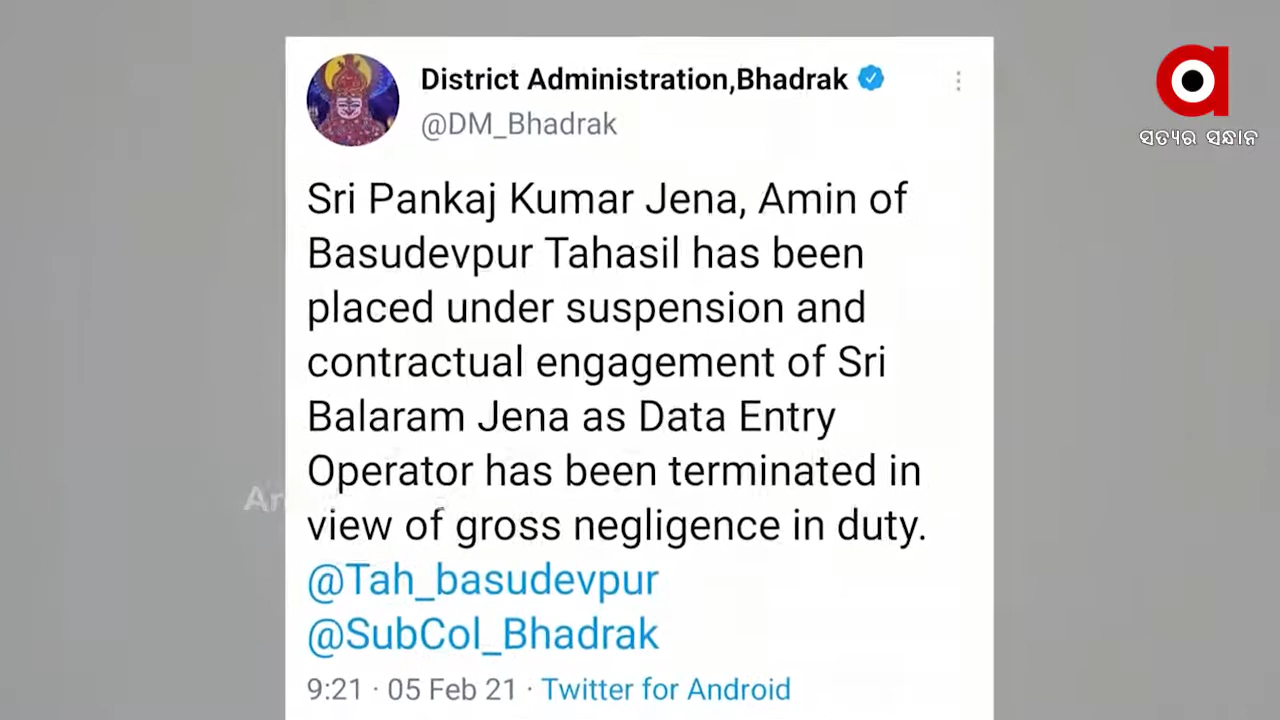 District Administration,Bhadrak
@DM_Bhadrak
ସତ୍ୟର ସନ୍ଧାନ
Sri Pankaj Kumar Jena, Amin of
Basudevpur Tahasil has been
placed under suspension and
contractual engagement of Sri
Balaram Jena as Data Entry
Operator has been terminated in
view of gross negligence in duty.
@Tah_basudevpur
@SubCol_Bhadrak
9:21 · 05 Feb 21 · Twitter for Android